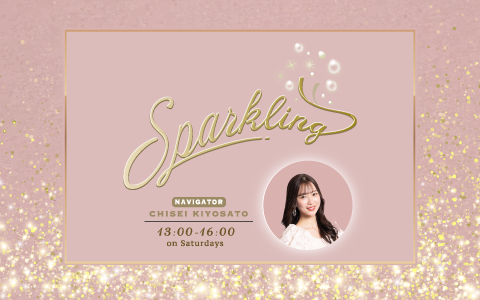 Sparkling
NAVIGATOR
CHISEI KIYOSATO
13:00-16:00
on Saturdays